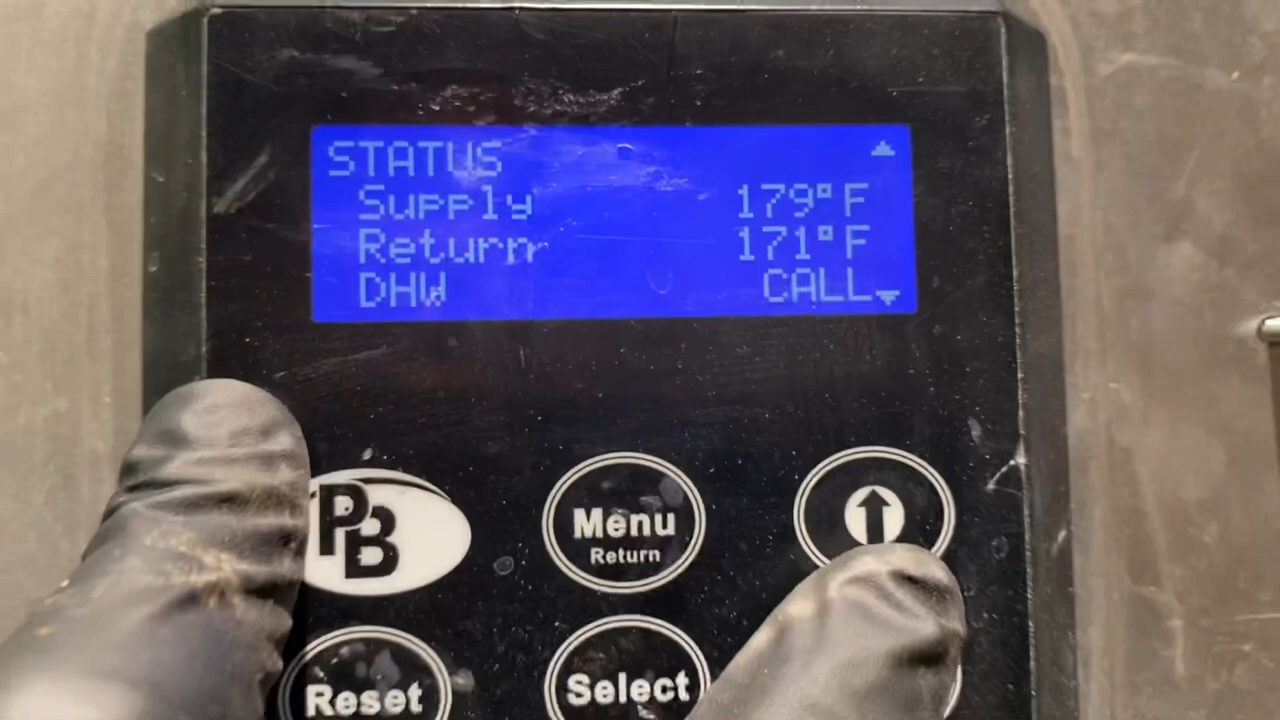 STATUS
Supply 179°F
Return 171°F
DHW CALL
PB
Menu
Return
Reset
Select